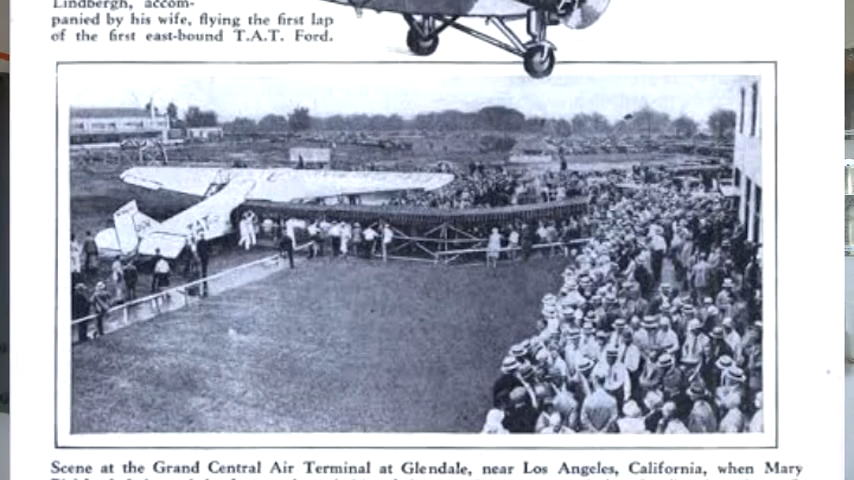 Lindbergh, accom-
panied by his wife, flying the first lap
of the first east-bound T.A.T. Ford.
Scene at the Grand Central Air Terminal at Glendale, near Los Angeles, California, when Mary